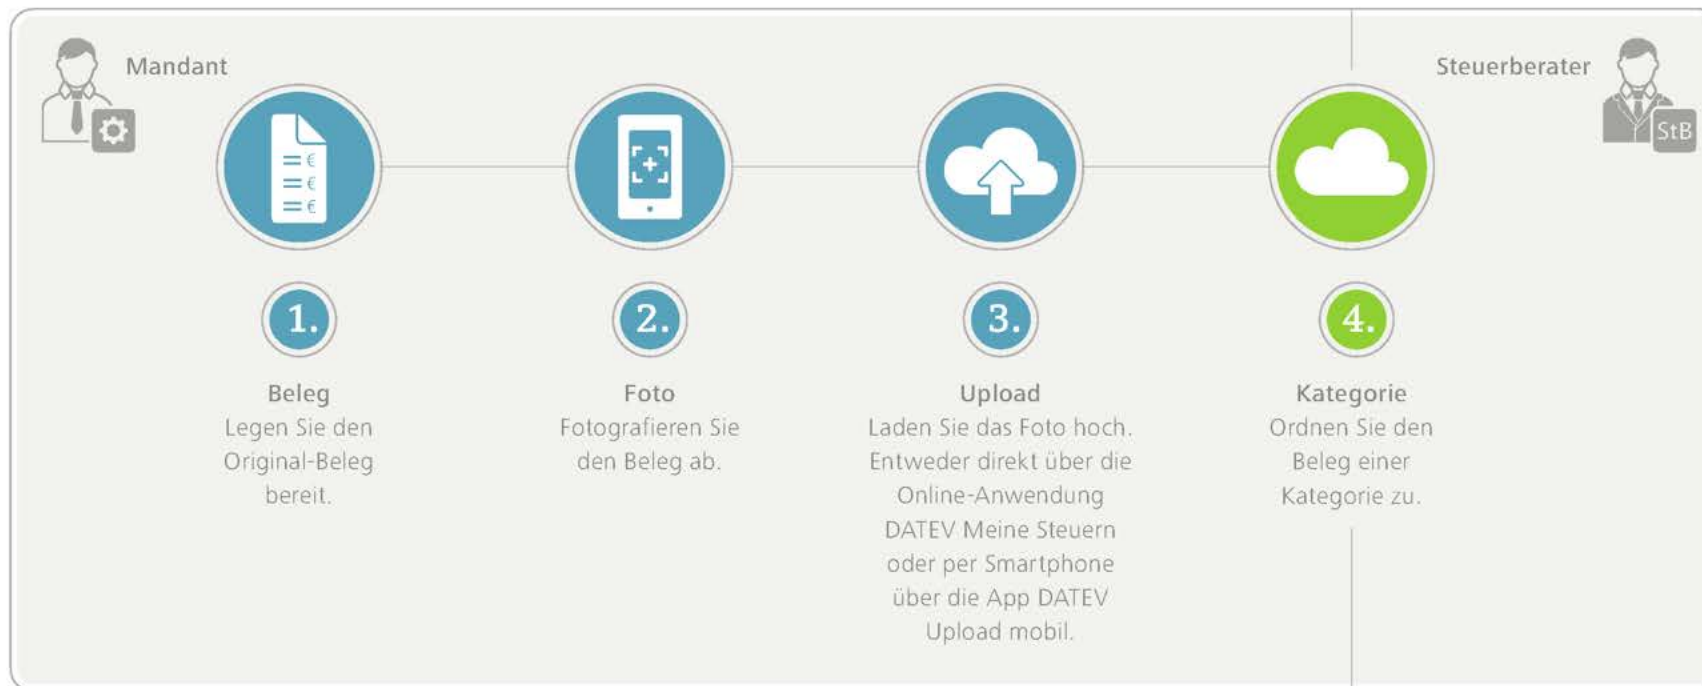 Mandant
Steuerberater
StB
= €
= €
= €
1.
Beleg
Legen Sie den
Original-Beleg
bereit.
2.
Foto
Fotografieren Sie
den Beleg ab.
3.
Upload
Laden Sie das Foto hoch.
Entweder direkt über die
Online-Anwendung
DATEV Meine Steuern
oder per Smartphone
über die App DATEV
Upload mobil.
4.
Kategorie
Ordnen Sie den
Beleg einer
Kategorie zu.